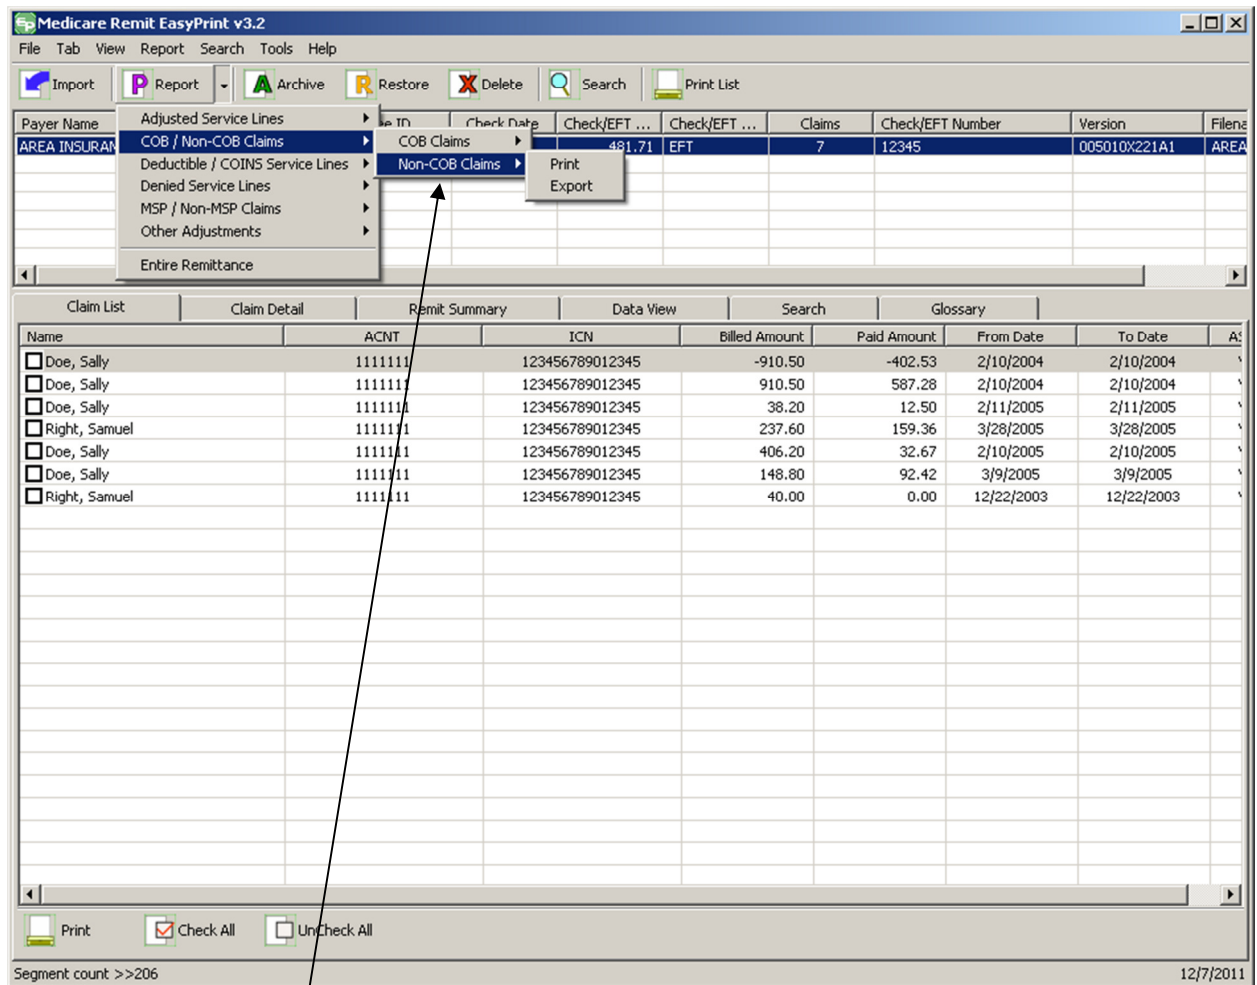 Medicare Remit EasyPrint v3.2
File Tab View Report Search Tools Help
Import Report Archive Restore Delete Search Print List
Payer Name ee ID Check Date Check/EFT ... Check/EFT ... Claims Check/EFT Number Version Filena
AREA INSURAN 481.71 EFT 7 12345 005010X221A1 AREA
Adjusted Service Lines
COB / Non-COB Claims
Deductible / COINS Service Lines
Denied Service Lines
MSP / Non-MSP Claims
Other Adjustments
Entire Remittance
COB Claims
Non-COB Claims
Print
Export
Claim List Claim Detail Remit Summary Data View Search Glossary
Name ACNT ICN Billed Amount Paid Amount From Date To Date AS
Doe, Sally 1111111 123456789012345 -910.50 -402.53 2/10/2004 2/10/2004
Doe, Sally 1111111 123456789012345 910.50 587.28 2/10/2004 2/10/2004
Doe, Sally 1111111 123456789012345 38.20 12.50 2/11/2005 2/11/2005
Right, Samuel 1111111 123456789012345 237.60 159.36 3/28/2005 3/28/2005
Doe, Sally 1111111 123456789012345 406.20 32.67 2/10/2005 2/10/2005
Doe, Sally 1111111 123456789012345 148.80 92.42 3/9/2005 3/9/2005
Right, Samuel 1111111 123456789012345 40.00 0.00 12/22/2003 12/22/2003
Print Check All UnCheck All
Segment count >>206 12/7/2011